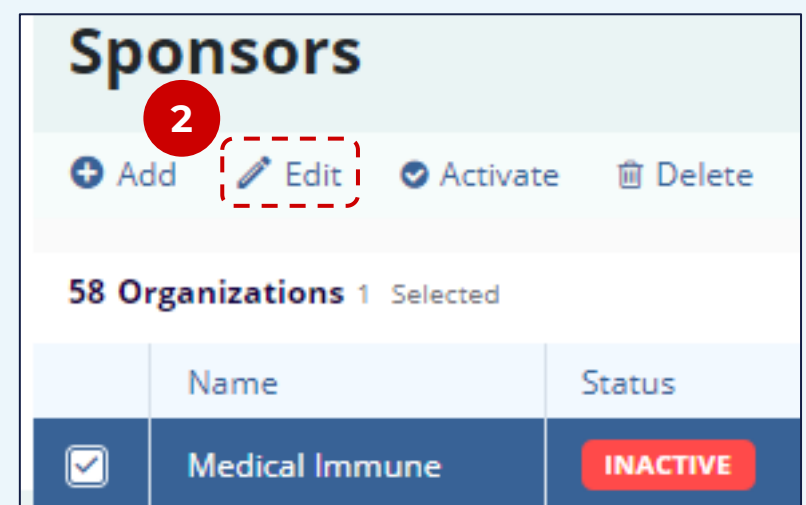 Sponsors
2
Add Edit Activate Delete
58 Organizations 1 Selected
Name Status
Medical Immune INACTIVE